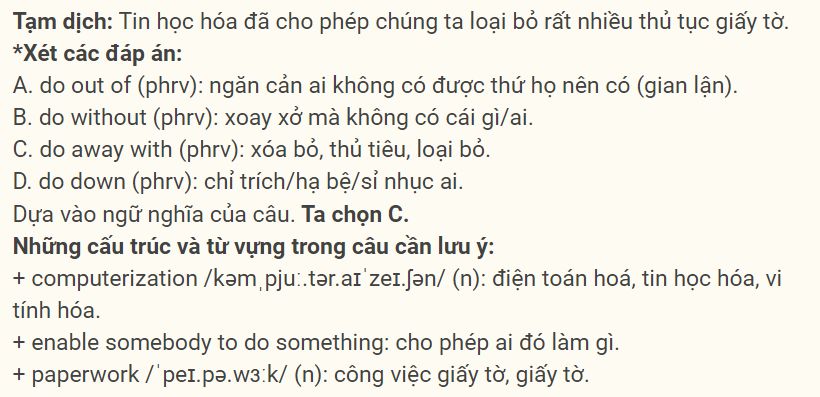 Tạm dịch: Tin học hóa đã cho phép chúng ta loại bỏ rất nhiều thủ tục giấy tờ.
*Xét các đáp án:
A. do out of (phrv): ngăn cản ai không có được thứ họ nên có (gian lận).
B. do without (phrv): xoay xở mà không có cái gì/ai.
C. do away with (phrv): xóa bỏ, thủ tiêu, loại bỏ.
D. do down (phrv): chỉ trích/hạ bệ/sỉ nhục ai.
Dựa vào ngữ nghĩa của câu. Ta chọn C.
Những cấu trúc và từ vựng trong câu cần lưu ý:
+ computerization /kəmˌpjuː.tər.aɪˈzeɪ.ʃən/ (n): điện toán hoá, tin học hóa, vi
tính hóa.
+ enable somebody to do something: cho phép ai đó làm gì.
+ paperwork /ˈpeɪ.pə.wɜːk/ (n): công việc giấy tờ, giấy tờ.